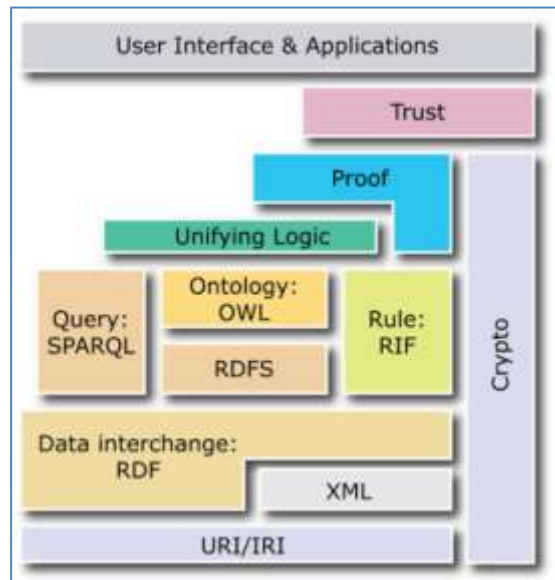 User Interface & Applications
Trust
Proof
Unifying Logic
Query:
SPARQL
Ontology:
OWL
RDFS
Rule:
RIF
Crypto
Data interchange:
RDF
XML
URI/IRI